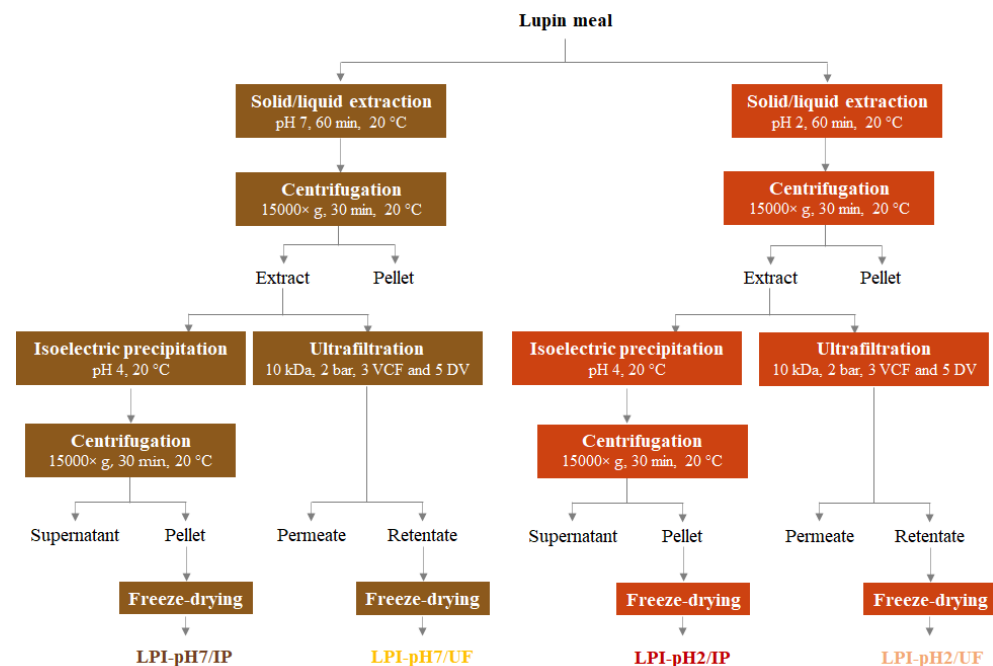 Lupin meal
Solid/liquid extraction
pH 7, 60 min, 20 °C
Solid/liquid extraction
pH 2, 60 min, 20 °C
Centrifugation
15000× g, 30 min, 20 °C
Centrifugation
15000× g, 30 min, 20 °C
Extract
Pellet
Extract
Pellet
Isoelectric precipitation
pH 4, 20 °C
Ultrafiltration
10 kDa, 2 bar, 3 VCF and 5 DV
Isoelectric precipitation
pH 4, 20 °C
Ultrafiltration
10 kDa, 2 bar, 3 VCF and 5 DV
Centrifugation
15000× g, 30 min, 20 °C
Centrifugation
15000× g, 30 min, 20 °C
Supernatant
Pellet
Permeate
Retentate
Supernatant
Pellet
Permeate
Retentate
Freeze-drying
Freeze-drying
Freeze-drying
Freeze-drying
LPI-pH7/IP
LPI-pH7/UF
LPI-pH2/IP
LPI-pH2/UF